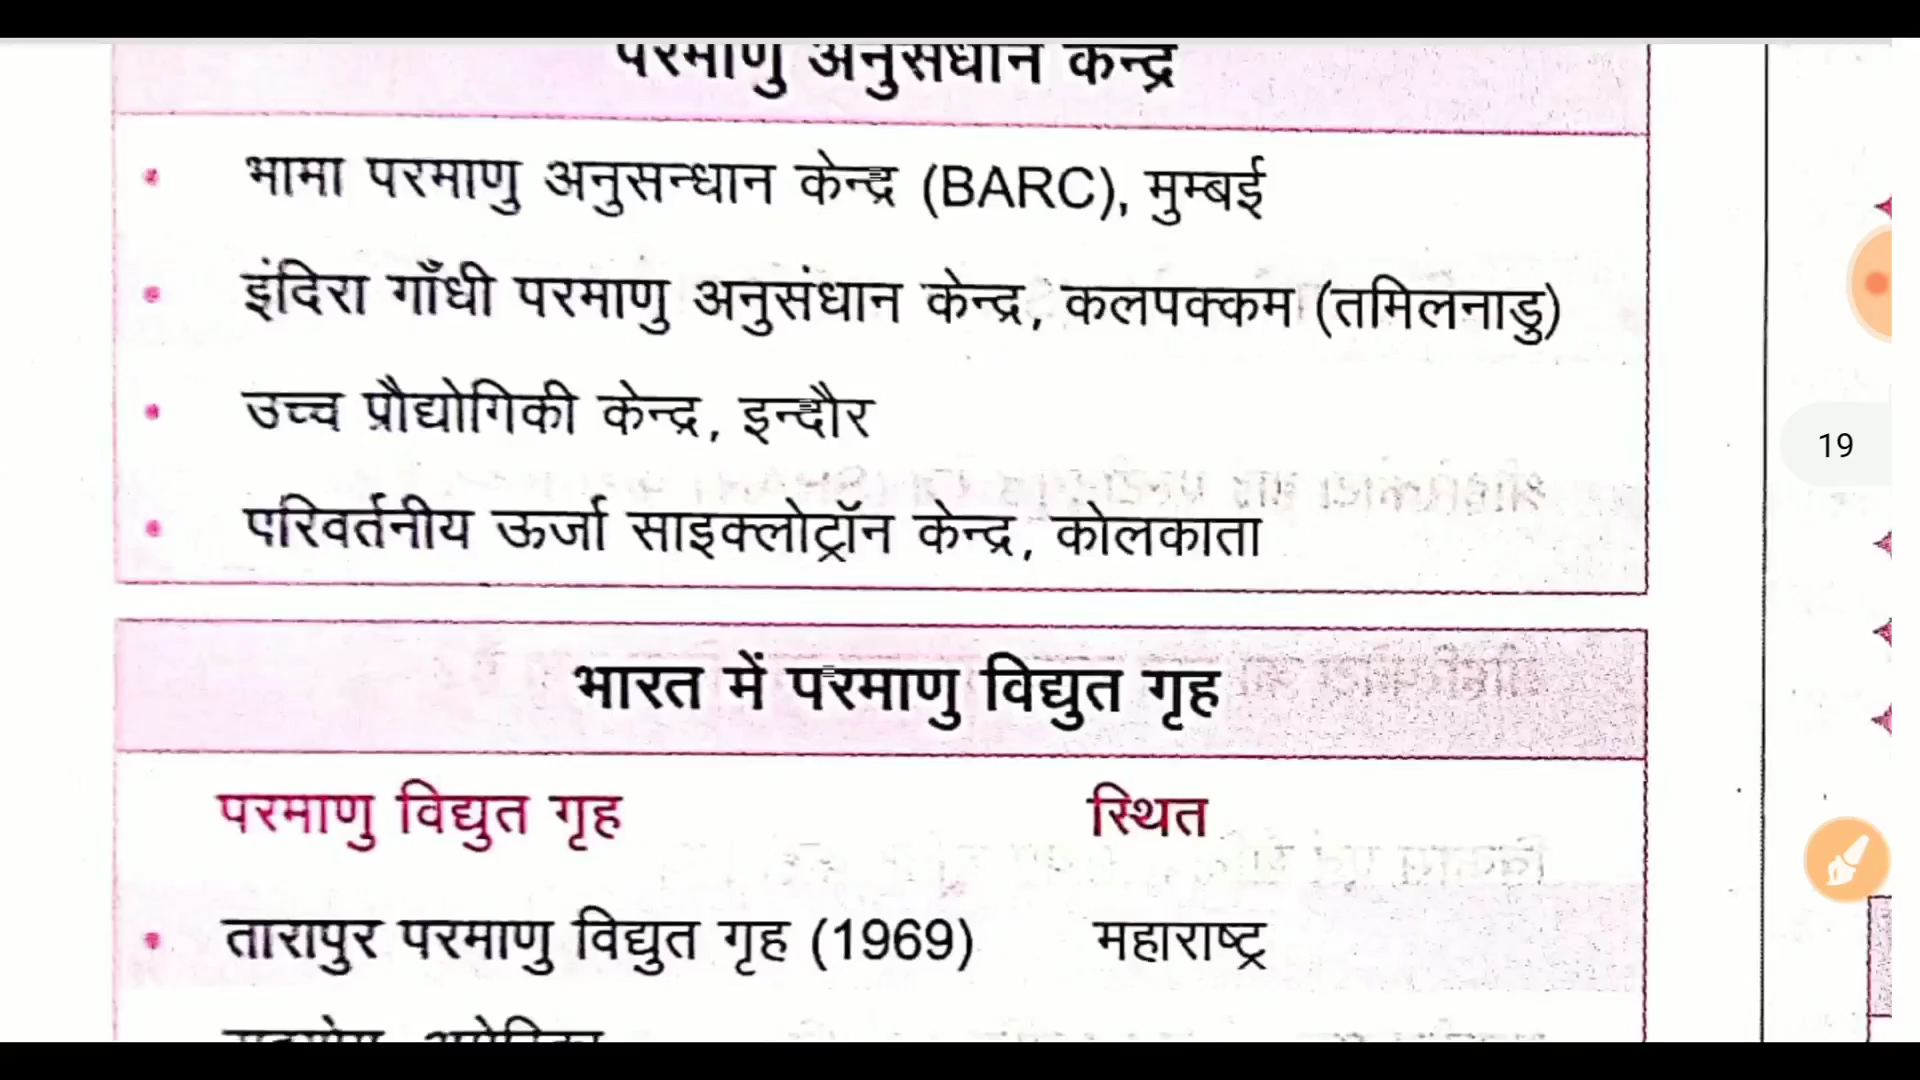 परमाणु अनुसंधान केन्द्र
भामा परमाणु अनुसन्धान केन्द्र (BARC), मुम्बई
इंदिरा गाँधी परमाणु अनुसंधान केन्द्र, कलपक्कम (तमिलनाडु)
उच्च प्रौद्योगिकी केन्द्र, इन्दौर
परिवर्तनीय ऊर्जा साइक्लोट्रॉन केन्द्र, कोलकाता
19
भारत में परमाणु विद्युत गृह
परमाणु विद्युत गृह स्थित
तारापुर परमाणु विद्युत गृह (1969) महाराष्ट्र